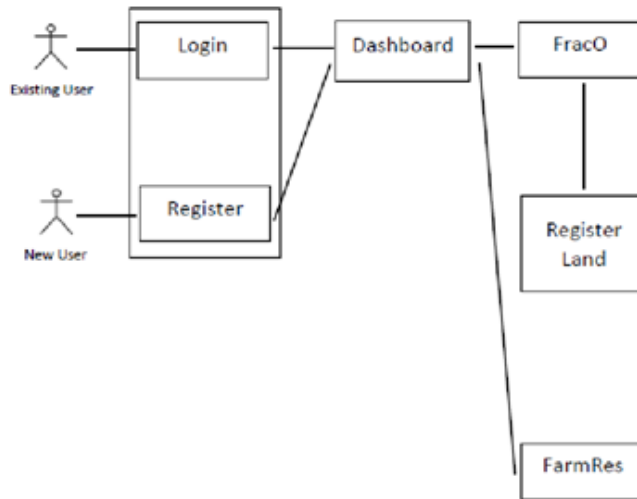 Login
Dashboard
FracO
Existing User
Register
Register
Land
New User
FarmRes